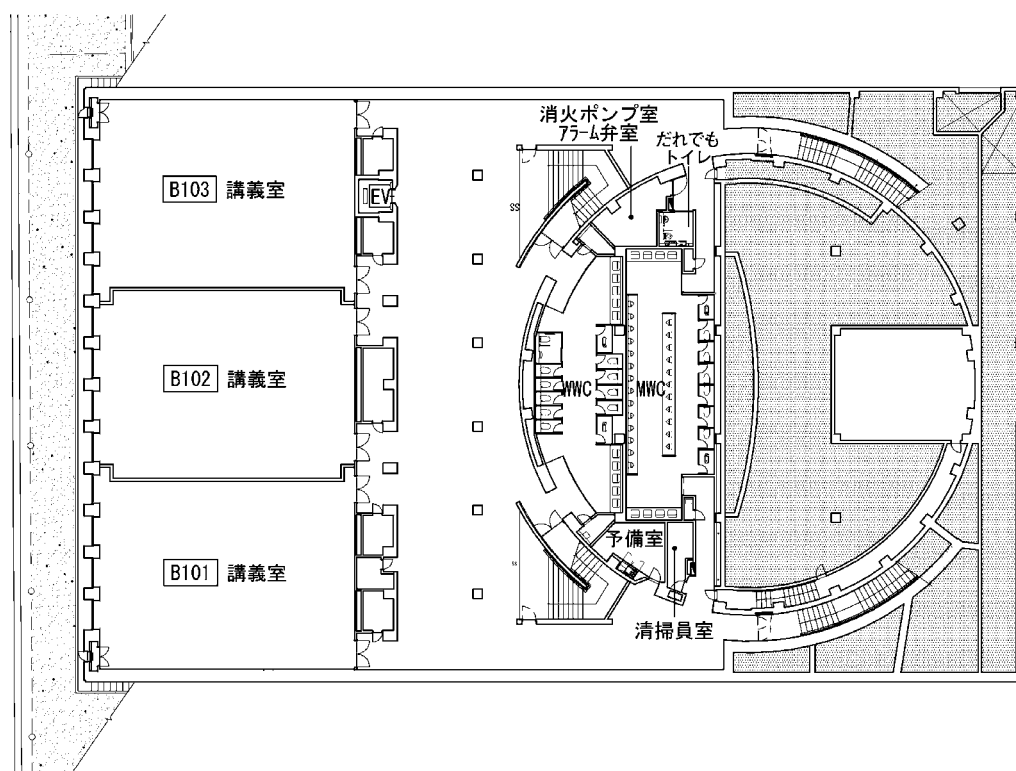 消火ポンプ室
アラーム弁室
だれでも
トイレ
B103 講義室
EV
SS
B102 講義室
WWC
MWC
B101 講義室
SS
予備室
清掃員室